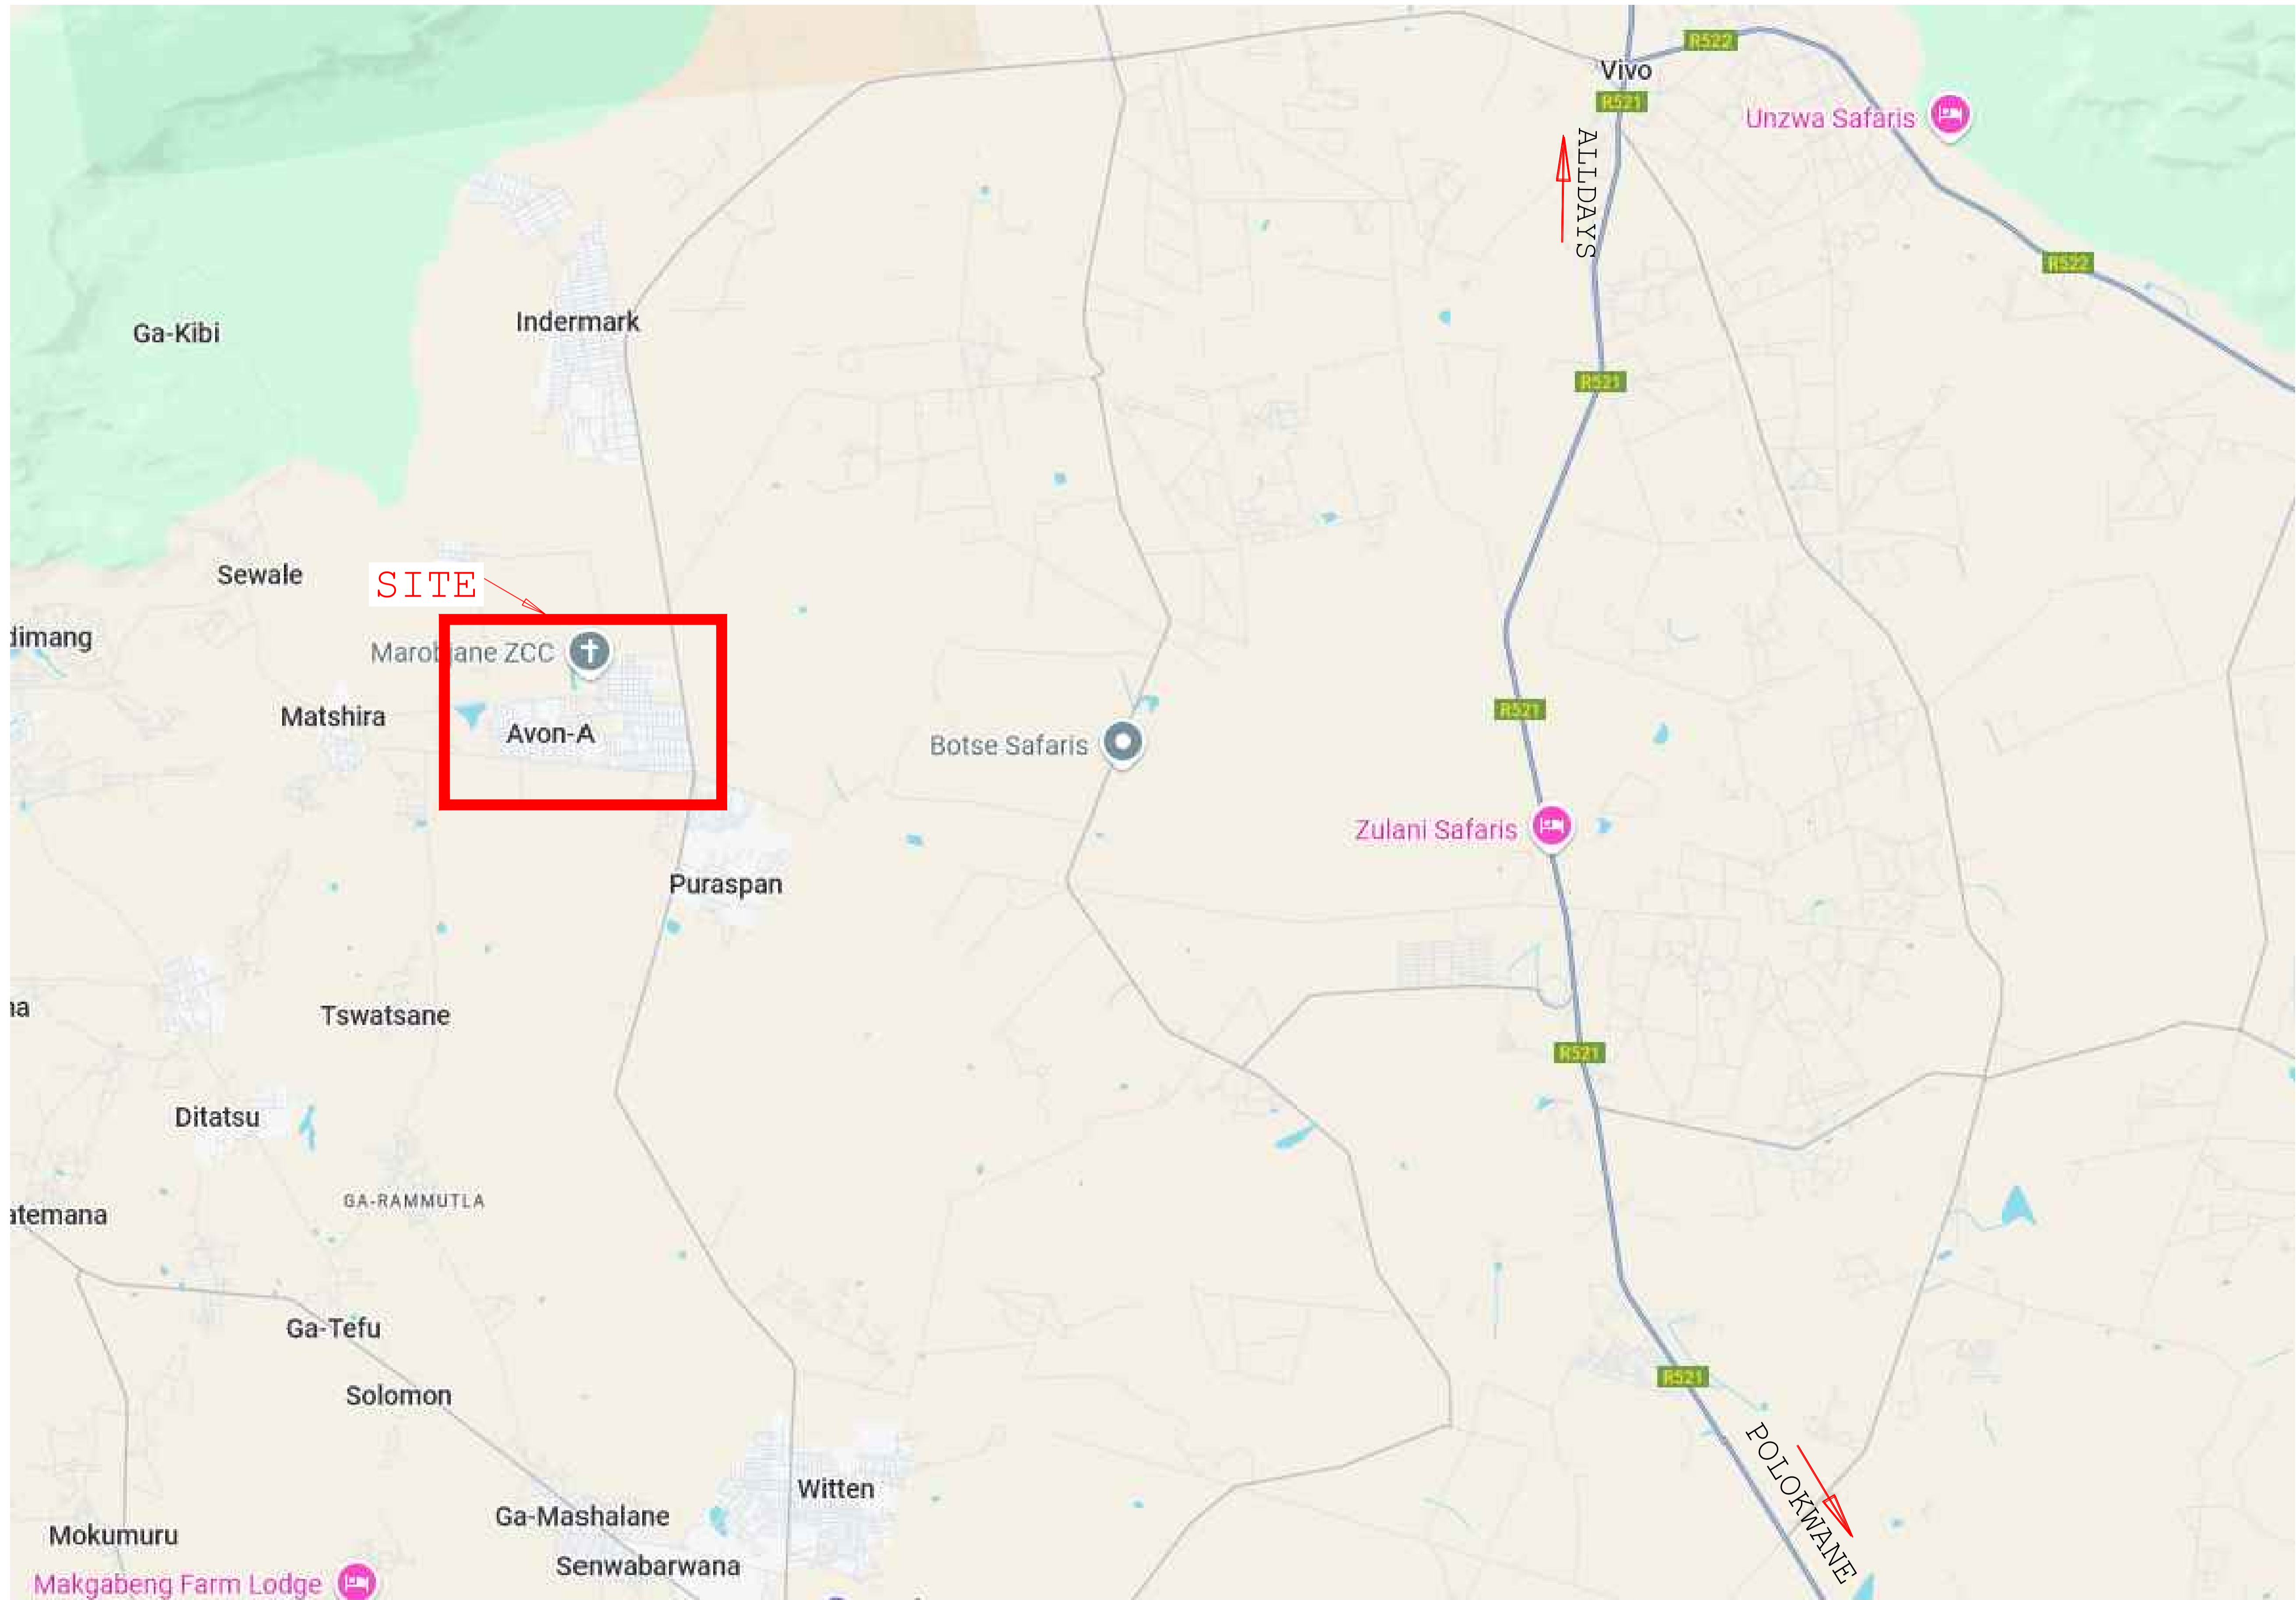 R522
Vivo
R521
Unzwa Safaris
ALLDAYS
R522
Ga-Kibi
Indermark
R521
Sewale
SITE
dimang
Marobjane ZCC
Matshira
Avon-A
R521
Botse Safaris
Zulani Safaris
Puraspan
Tswatsane
R521
Ditatsu
GA-RAMMUTLA
atemana
Ga-Tefu
R521
Solomon
POLOKWANE
Witten
Ga-Mashalane
Mokumuru
Senwabarwana
Makgabeng Farm Lodge